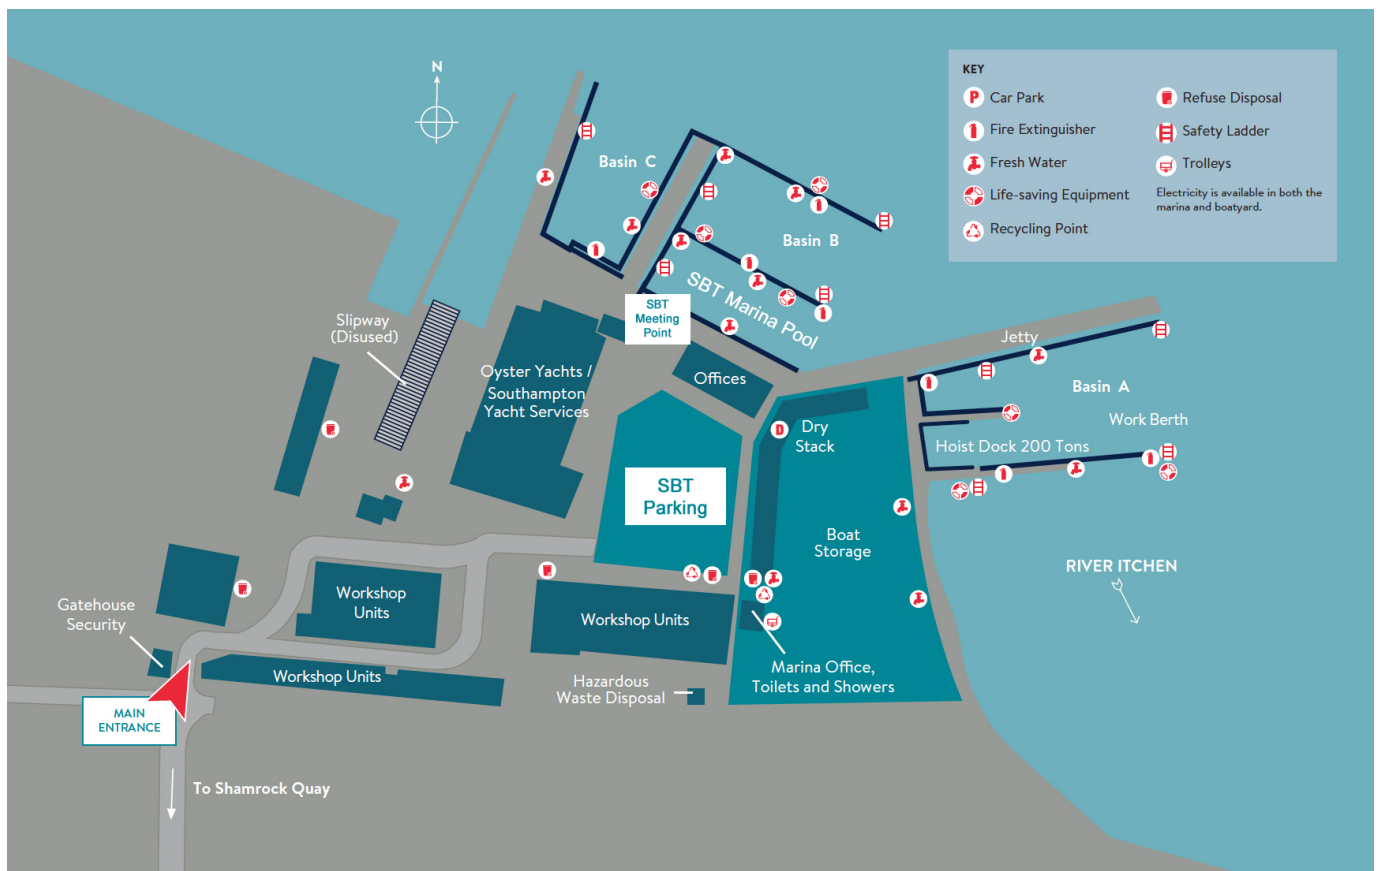 N
KEY
P Car Park
Fire Extinguisher
Fresh Water
Life-saving Equipment
Recycling Point
Refuse Disposal
Safety Ladder
Trolleys
Electricity is available in both the
marina and boatyard.
Basin C
Basin B
SBT Marina Pool
SBT
Meeting
Point
Slipway
(Disused)
Oyster Yachts /
Southampton
Yacht Services
Offices
Jetty
Basin A
Work Berth
Hoist Dock 200 Tons
D
Dry
Stack
SBT
Parking
Boat
Storage
RIVER ITCHEN
Gatehouse
Security
Workshop
Units
Workshop Units
Workshop Units
Hazardous
Waste Disposal
Marina Office,
Toilets and Showers
MAIN
ENTRANCE
To Shamrock Quay